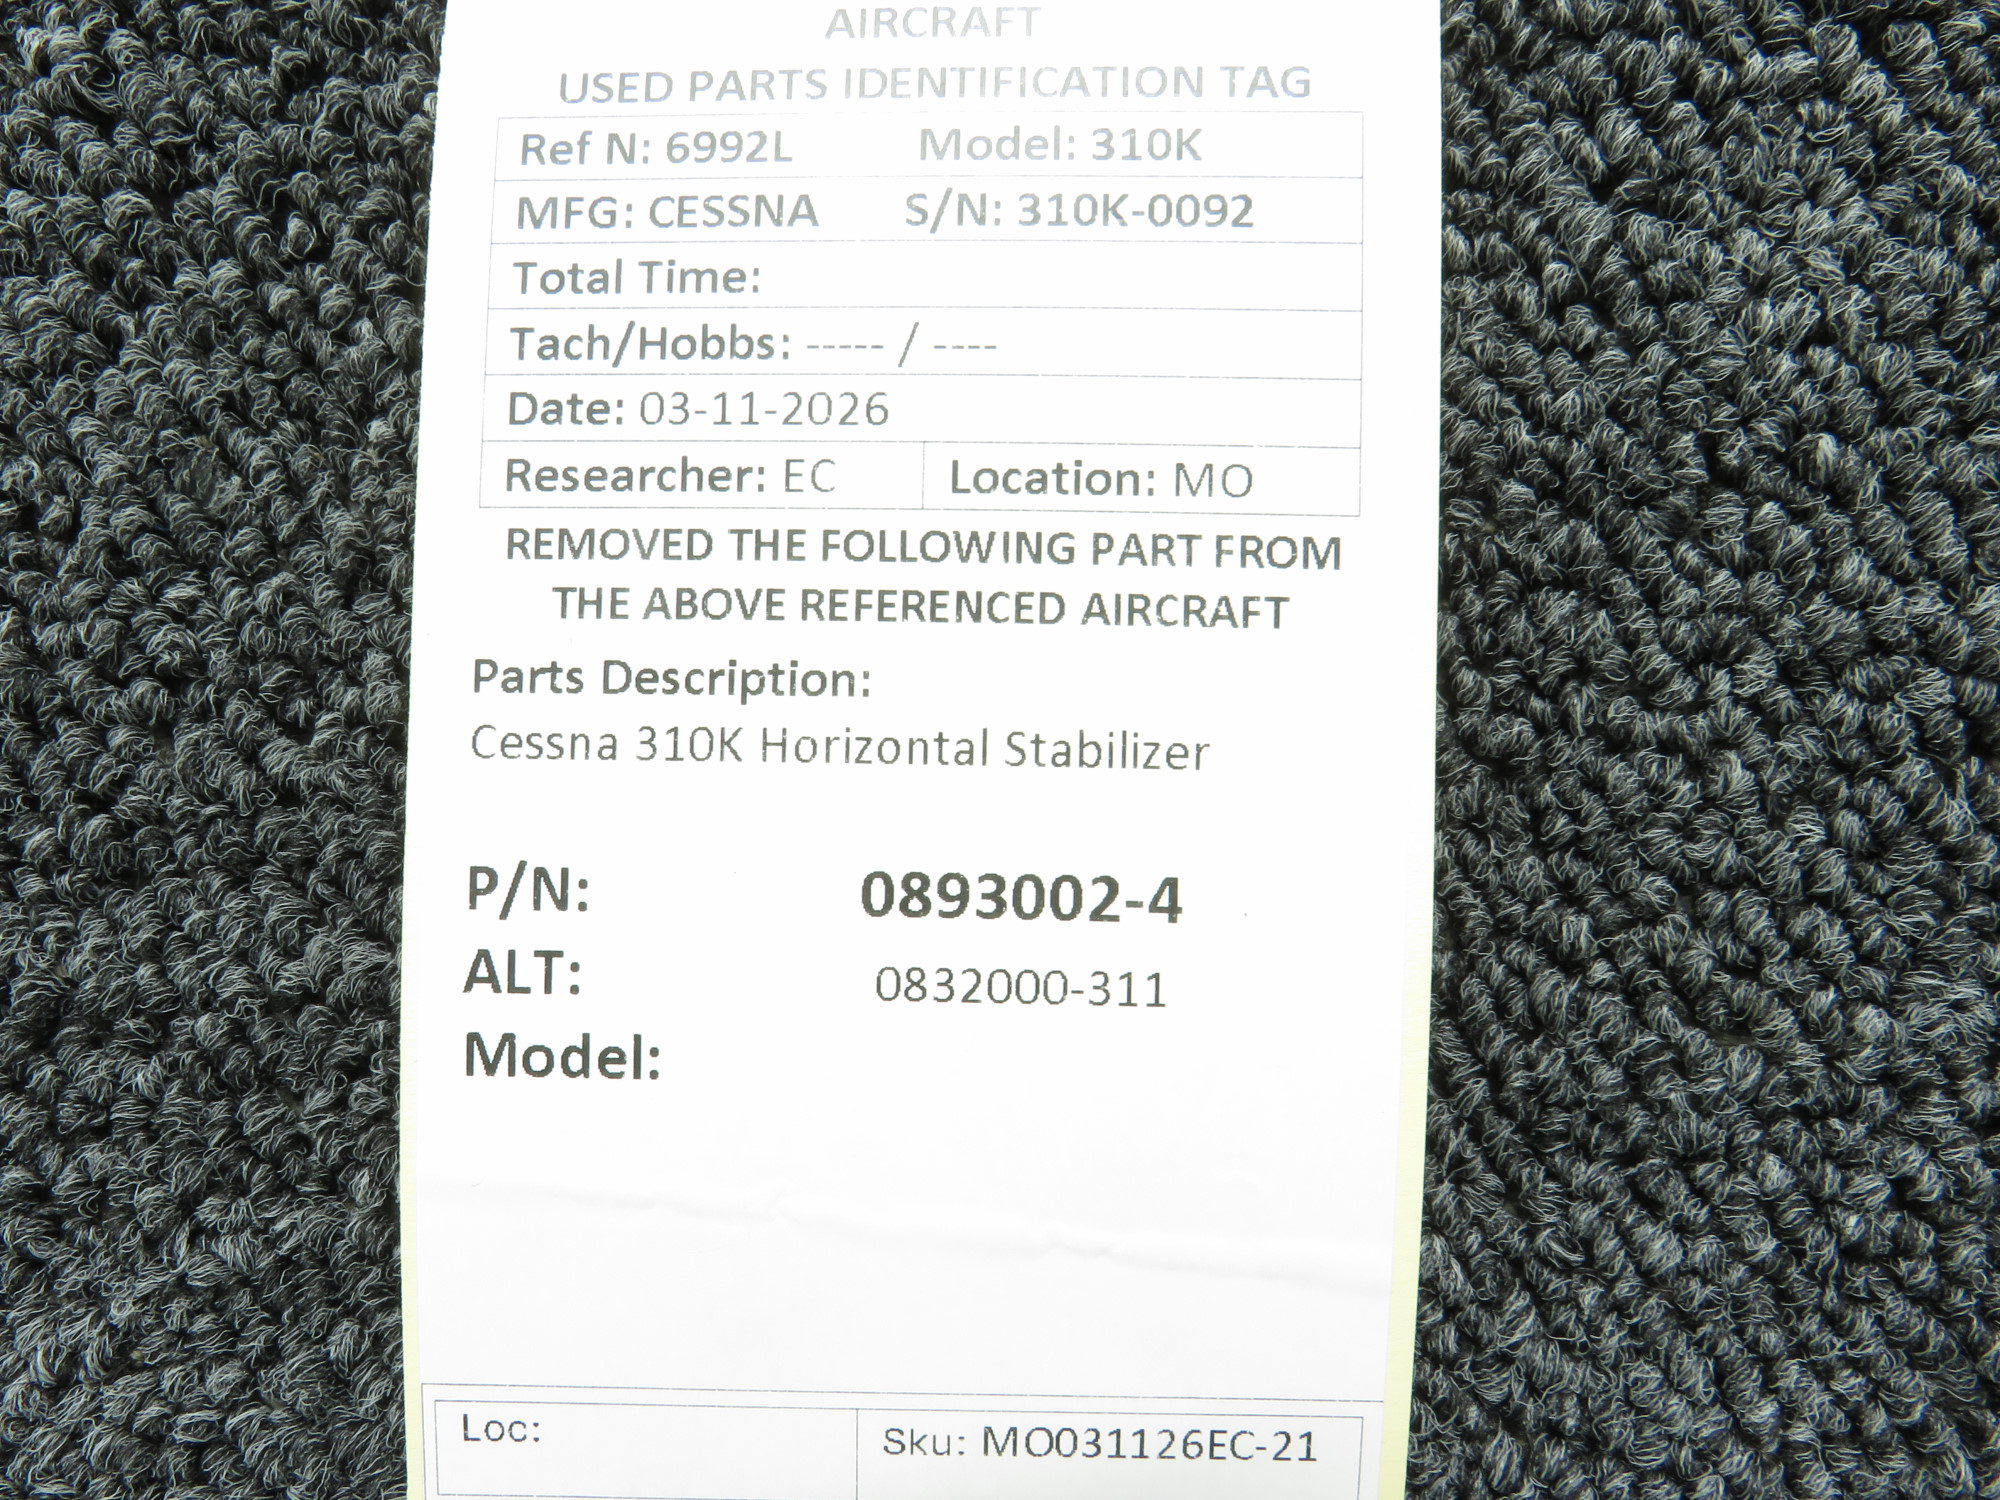 AIRCRAFT
USED PARTS IDENTIFICATION TAG
Ref N: 6992L Model: 310K
MFG: CESSNA S/N: 310K-0092
Total Time:
Tach/Hobbs: ----- / ----
Date: 03-11-2026
Researcher: EC Location: MO
REMOVED THE FOLLOWING PART FROM
THE ABOVE REFERENCED AIRCRAFT
Parts Description:
Cessna 310K Horizontal Stabilizer
P/N: 0893002-4
ALT: 0832000-311
Model:
Loc: Sku: MO031126EC-21